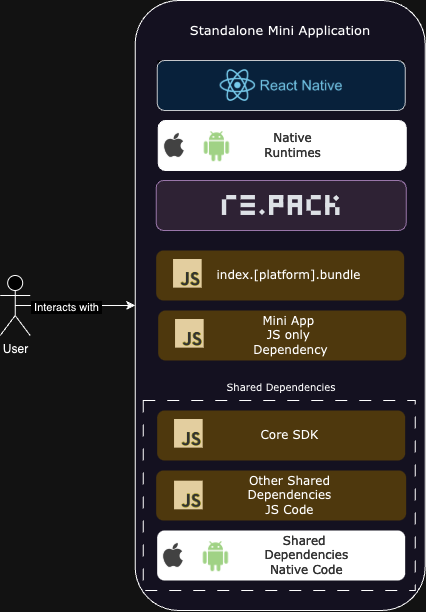 Standalone Mini Application
React Native
Native
Runtimes
re.pack
JS
index.[platform].bundle
JS
Mini App
JS only
Dependency
Interacts with
User
Shared Dependencies
JS
Core SDK
JS
Other Shared
Dependencies
JS Code
Shared
Dependencies
Native Code